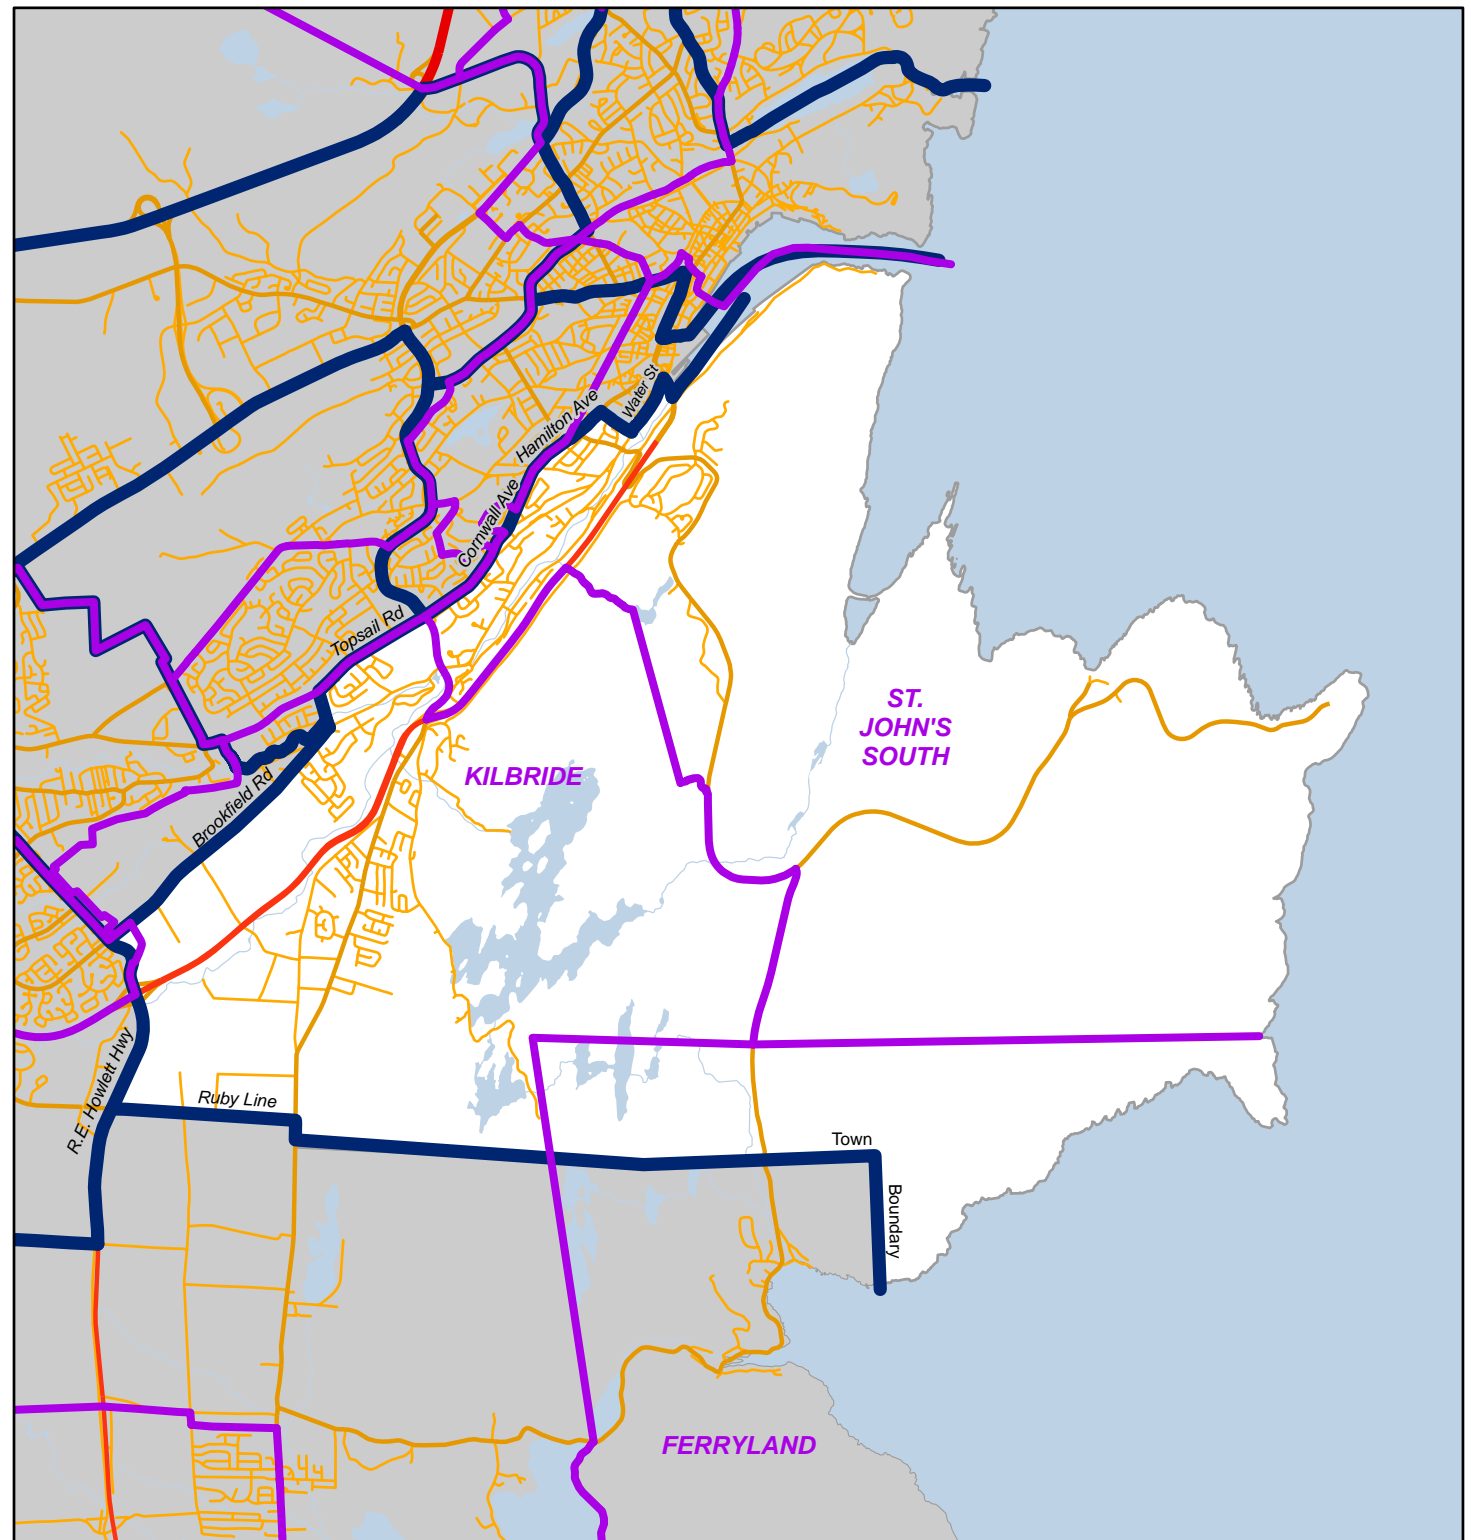 Water St
Hamilton Ave
Cornwall Ave
Topsail Rd
ST.
JOHN'S
SOUTH
KILBRIDE
Brookfield Rd
R.E. Howlett Hwy
Ruby Line
Town
Boundary
FERRYLAND